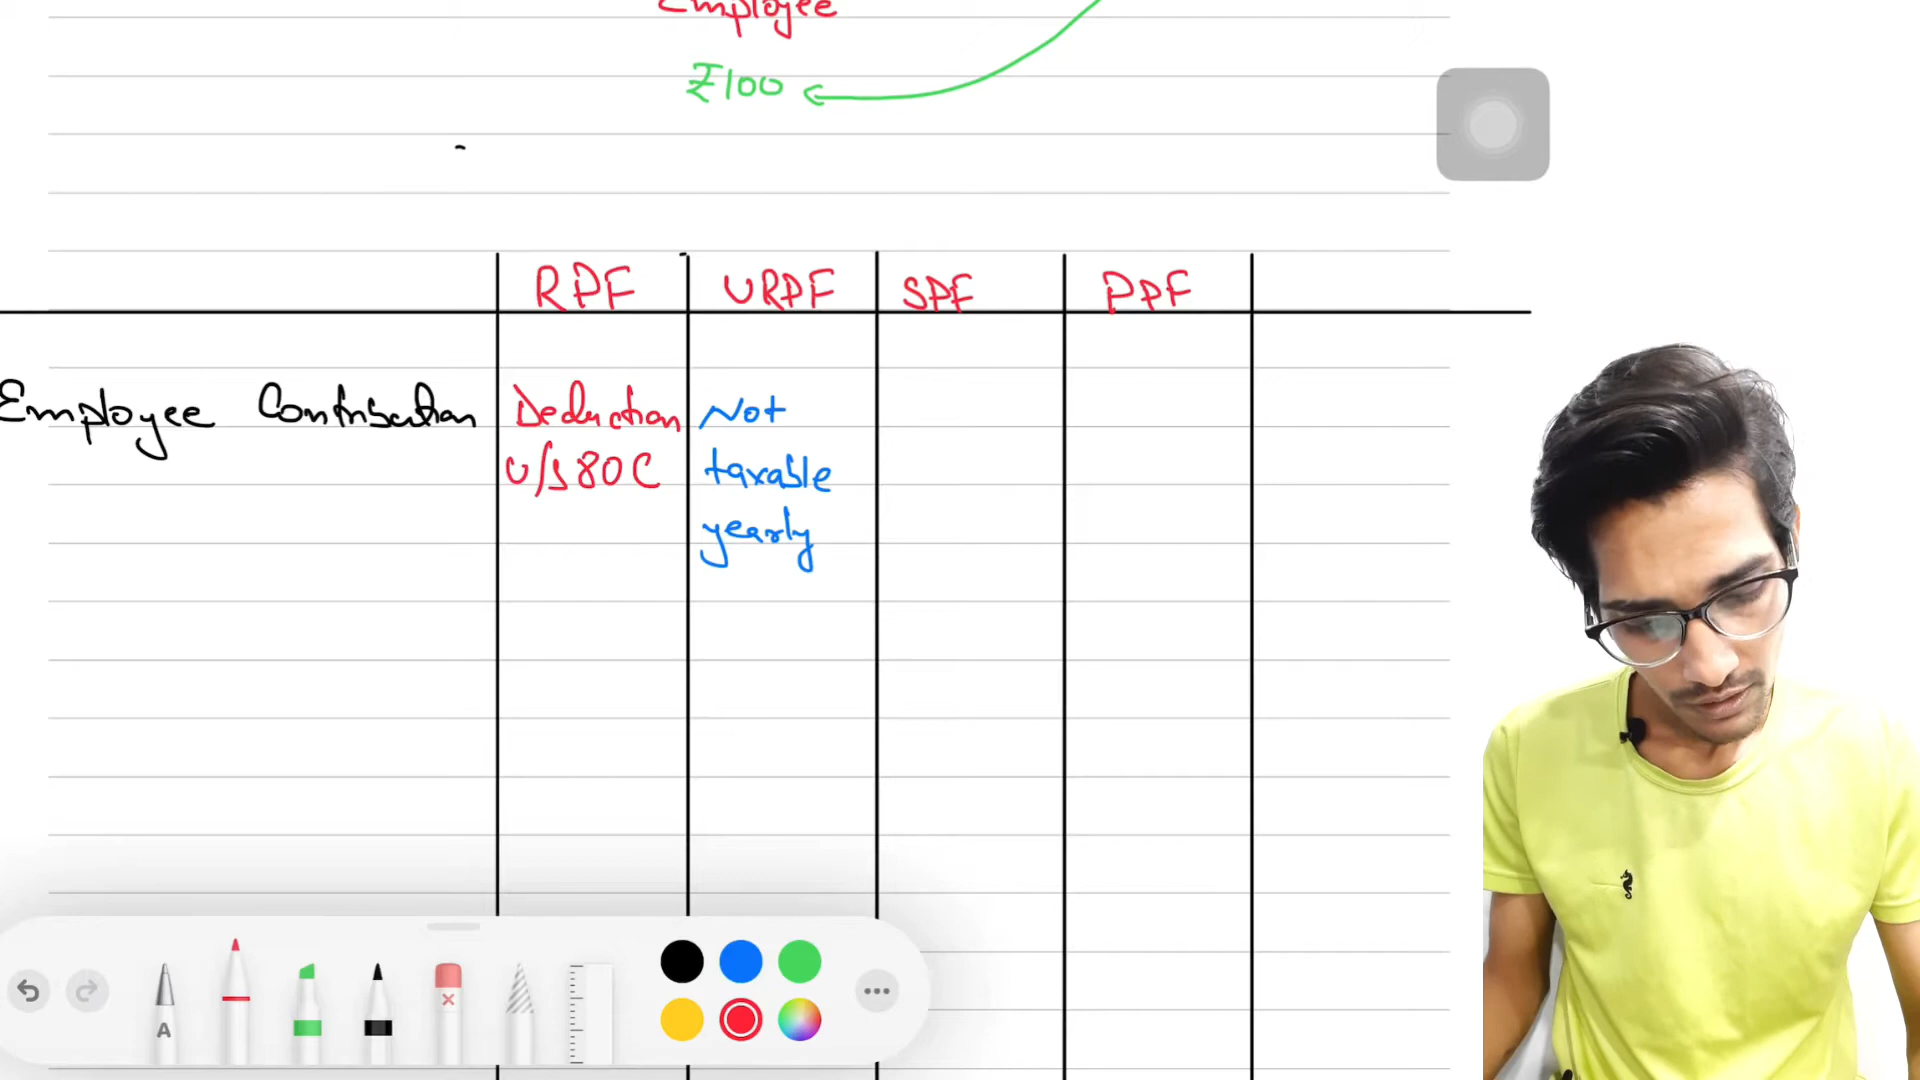 Employee
₹100
RPF URPF SPF PPF
Employee Contribution Deduction Not
U/s 80C taxable
yearly
A